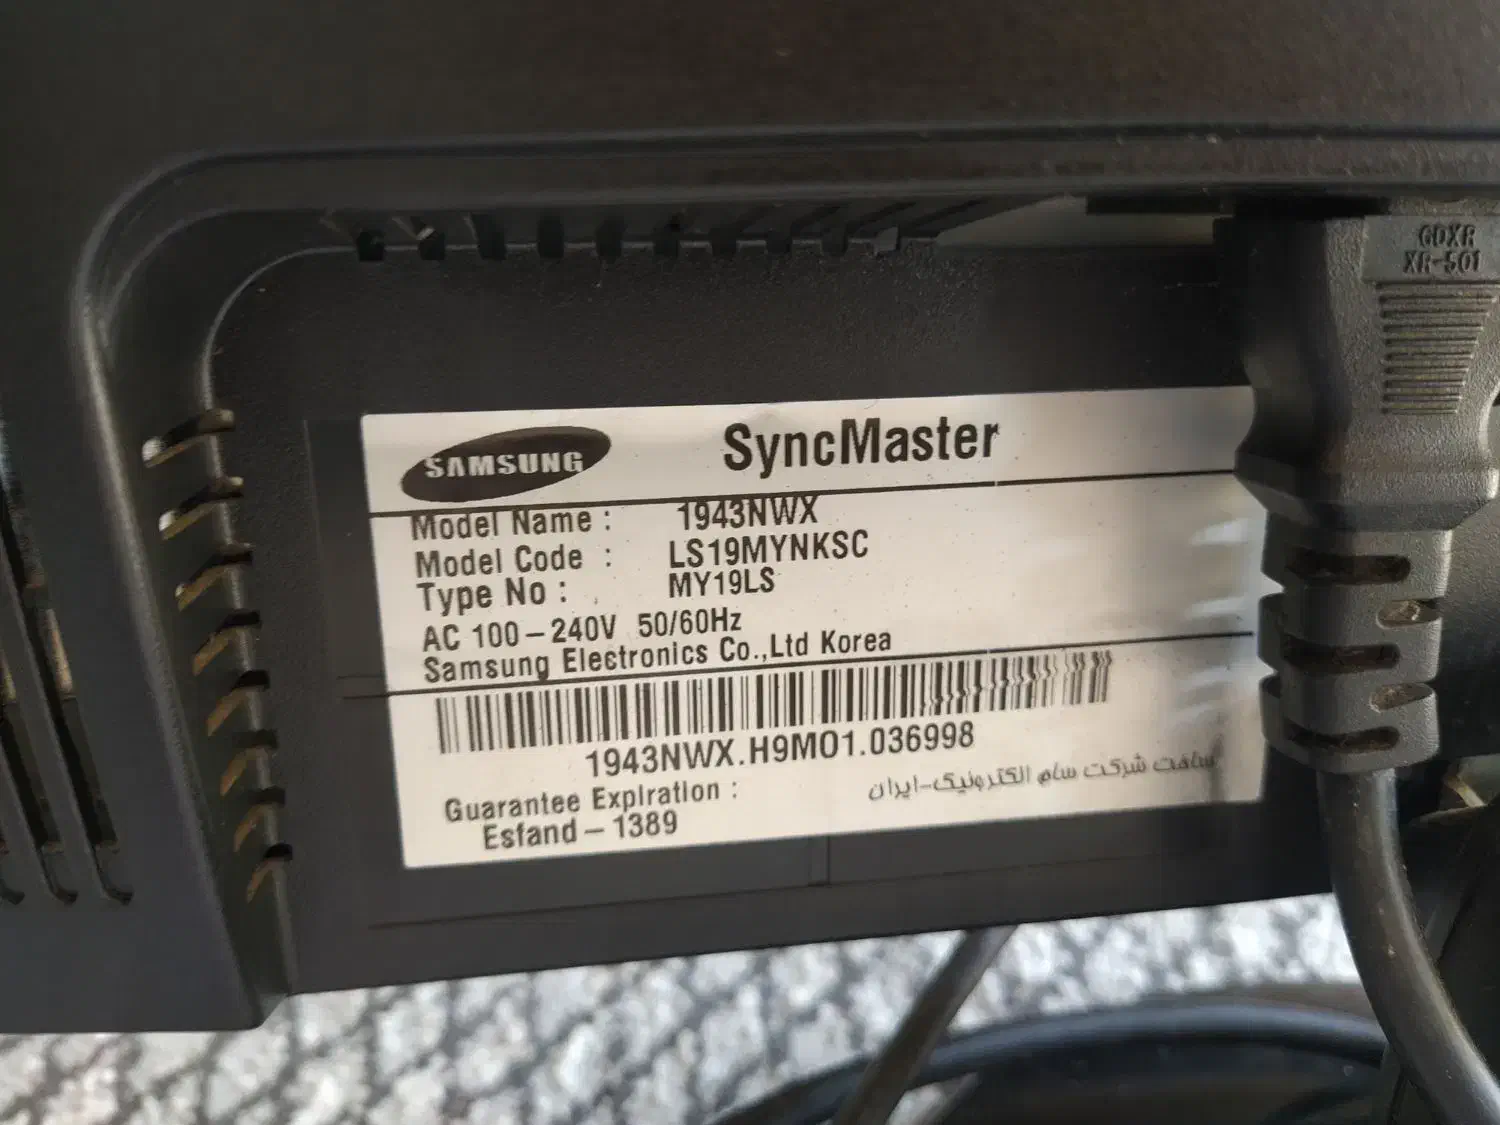 GDXR
XR-501
SAMSUNG
SyncMaster
Model Name : 1943NWX
Model Code : LS19MYNKSC
Type No : MY19LS
AC 100–240V 50/60Hz
Samsung Electronics Co.,Ltd Korea
1943NWX.H9MO1.036998
Guarantee Expiration :
Esfand – 1389
ساخت شرکت سام الکترونیک-ایران